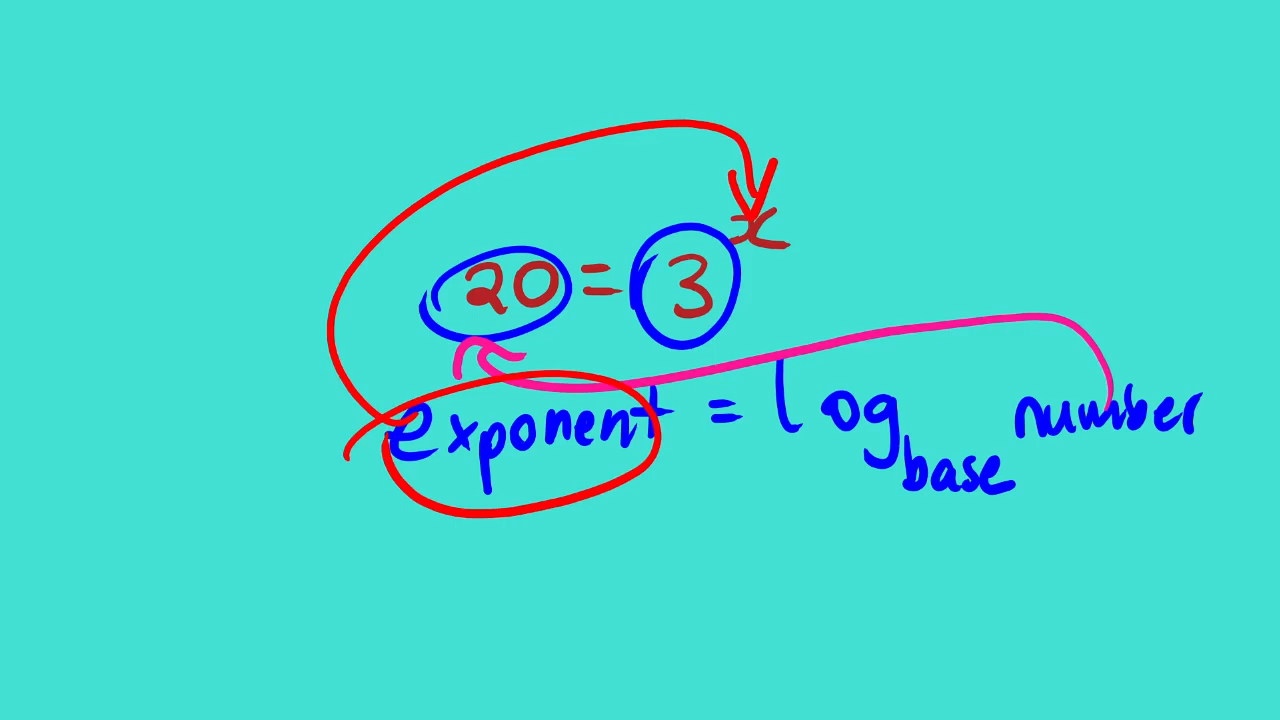 20 = 3^x
exponent = log_base number